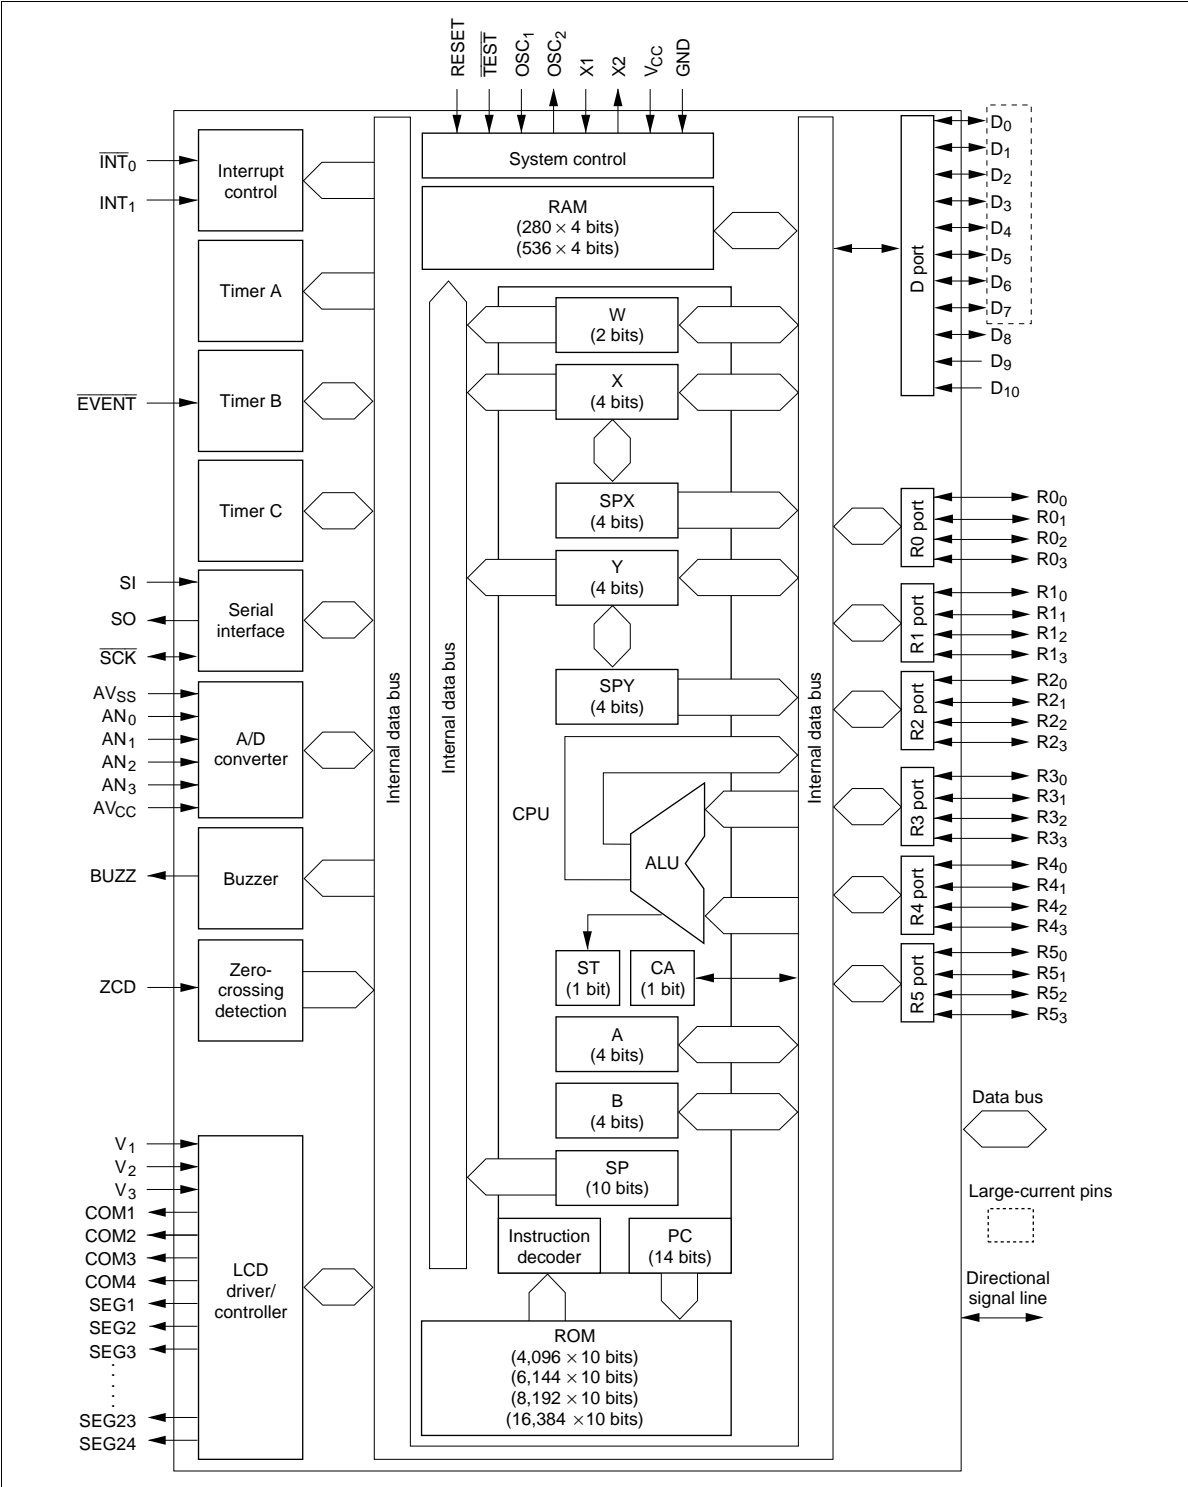 RESET
TEST
OSC1
OSC2
X1
X2
VCC
GND
System control
RAM
(280 × 4 bits)
(536 × 4 bits)
INT0
INT1
Interrupt
control
Timer A
EVENT
Timer B
Timer C
SI
SO
SCK
Serial
interface
AVSS
AN0
AN1
AN2
AN3
AVCC
A/D
converter
BUZZ
Buzzer
ZCD
Zero-
crossing
detection
V1
V2
V3
COM1
COM2
COM3
COM4
SEG1
SEG2
SEG3
SEG23
SEG24
LCD
driver/
controller
Internal data bus
Internal data bus
CPU
W
(2 bits)
X
(4 bits)
SPX
(4 bits)
Y
(4 bits)
SPY
(4 bits)
ALU
ST
(1 bit)
CA
(1 bit)
A
(4 bits)
B
(4 bits)
SP
(10 bits)
Instruction
decoder
PC
(14 bits)
ROM
(4,096 × 10 bits)
(6,144 × 10 bits)
(8,192 × 10 bits)
(16,384 × 10 bits)
Internal data bus
D port
D0
D1
D2
D3
D4
D5
D6
D7
D8
D9
D10
R0 port
R00
R01
R02
R03
R1 port
R10
R11
R12
R13
R2 port
R20
R21
R22
R23
R3 port
R30
R31
R32
R33
R4 port
R40
R41
R42
R43
R5 port
R50
R51
R52
R53
Data bus
Large-current pins
Directional
signal line